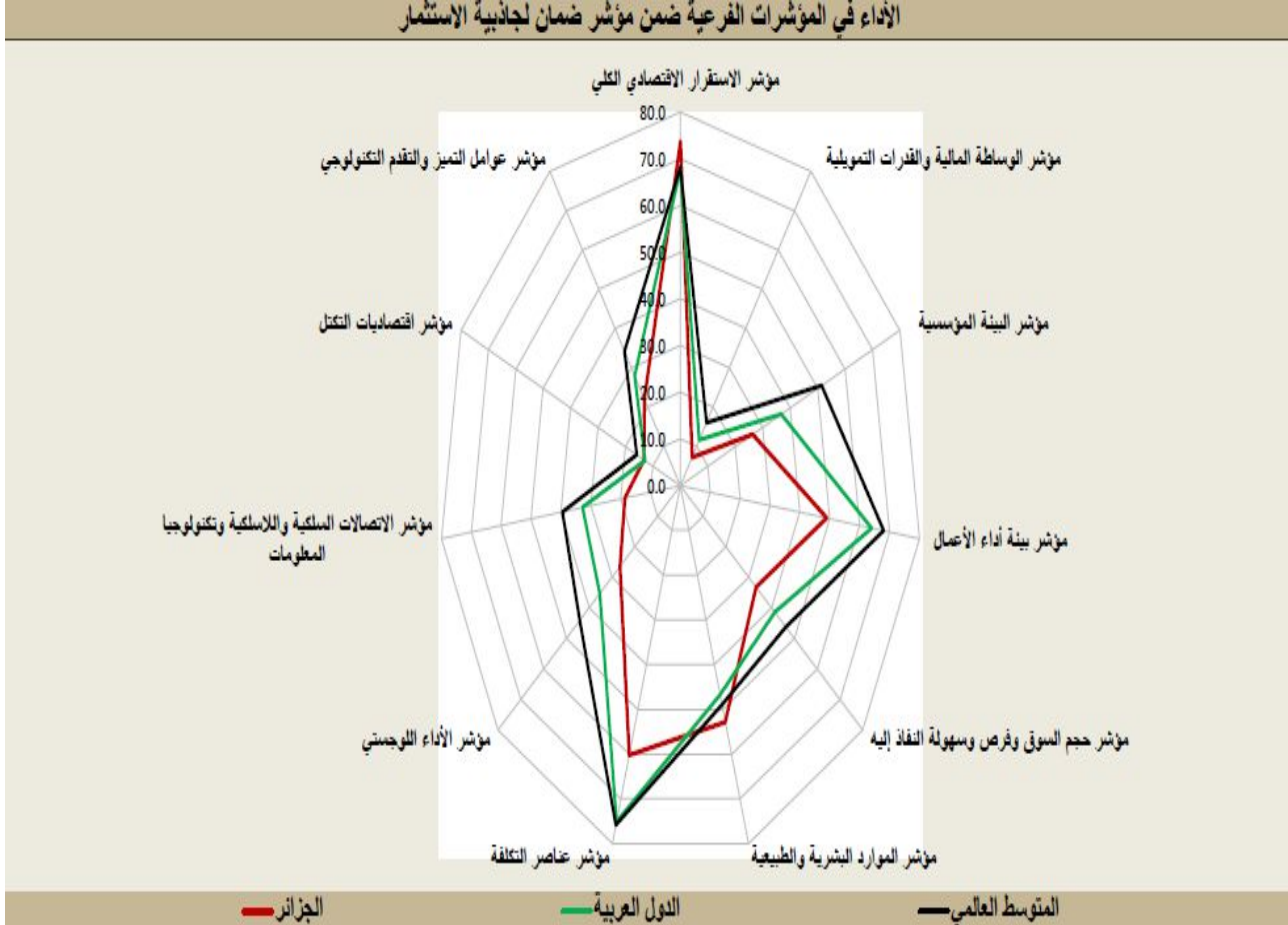 الأداء في المؤشرات الفرعية ضمن مؤشر ضمان لجاذبية الاستثمار
مؤشر الاستقرار الاقتصادي الكلي
80.0
مؤشر الوساطة المالية والقدرات التمويلية
مؤشر عوامل التميز والتقدم التكنولوجي
70.0
60.0
50.0
مؤشر البيئة المؤسسية
مؤشر اقتصاديات التكتل
40.0
30.0
20.0
10.0
0.0
مؤشر بيئة أداء الأعمال
مؤشر الاتصالات السلكية واللاسلكية وتكنولوجيا
المعلومات
مؤشر حجم السوق وفرص وسهولة النفاذ إليه
مؤشر الأداء اللوجستي
مؤشر الموارد البشرية والطبيعية
مؤشر عناصر التكلفة
المتوسط العالمي
الدول العربية
الجزائر